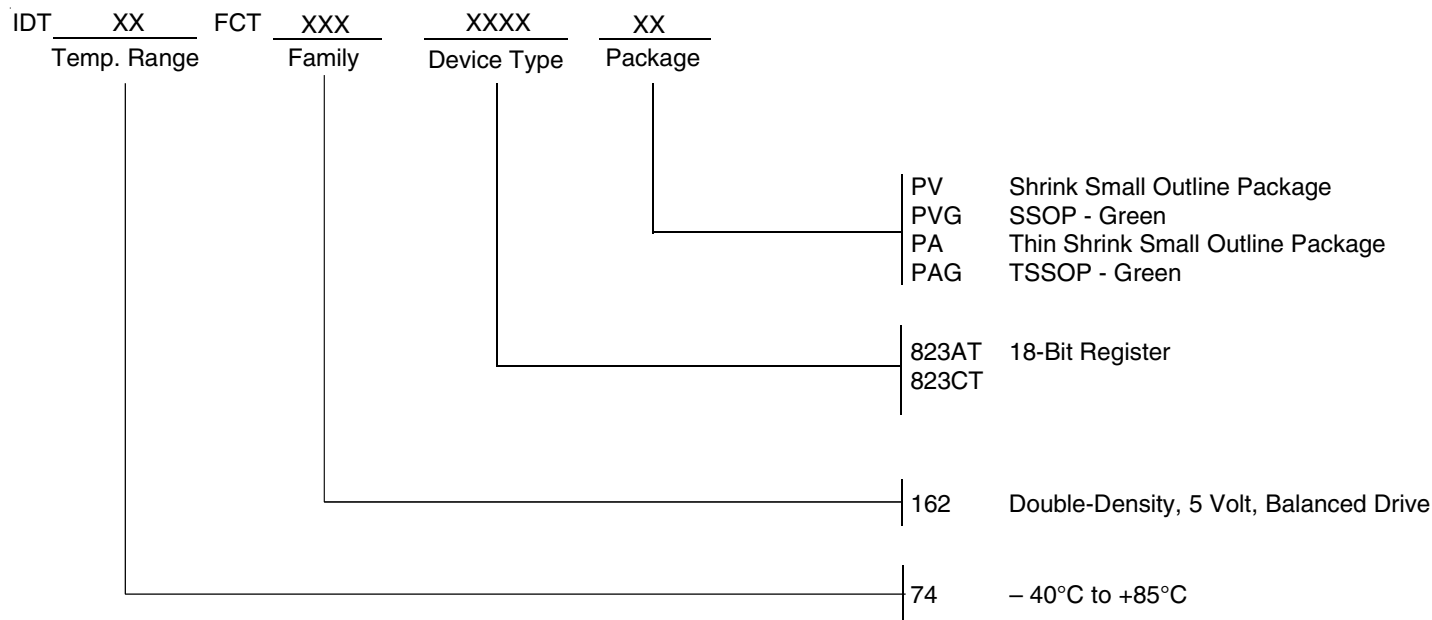 IDT XX FCT XXX XXXX XX
Temp. Range Family Device Type Package
PV Shrink Small Outline Package
PVG SSOP - Green
PA Thin Shrink Small Outline Package
PAG TSSOP - Green
823AT 18-Bit Register
823CT
162 Double-Density, 5 Volt, Balanced Drive
74 – 40°C to +85°C